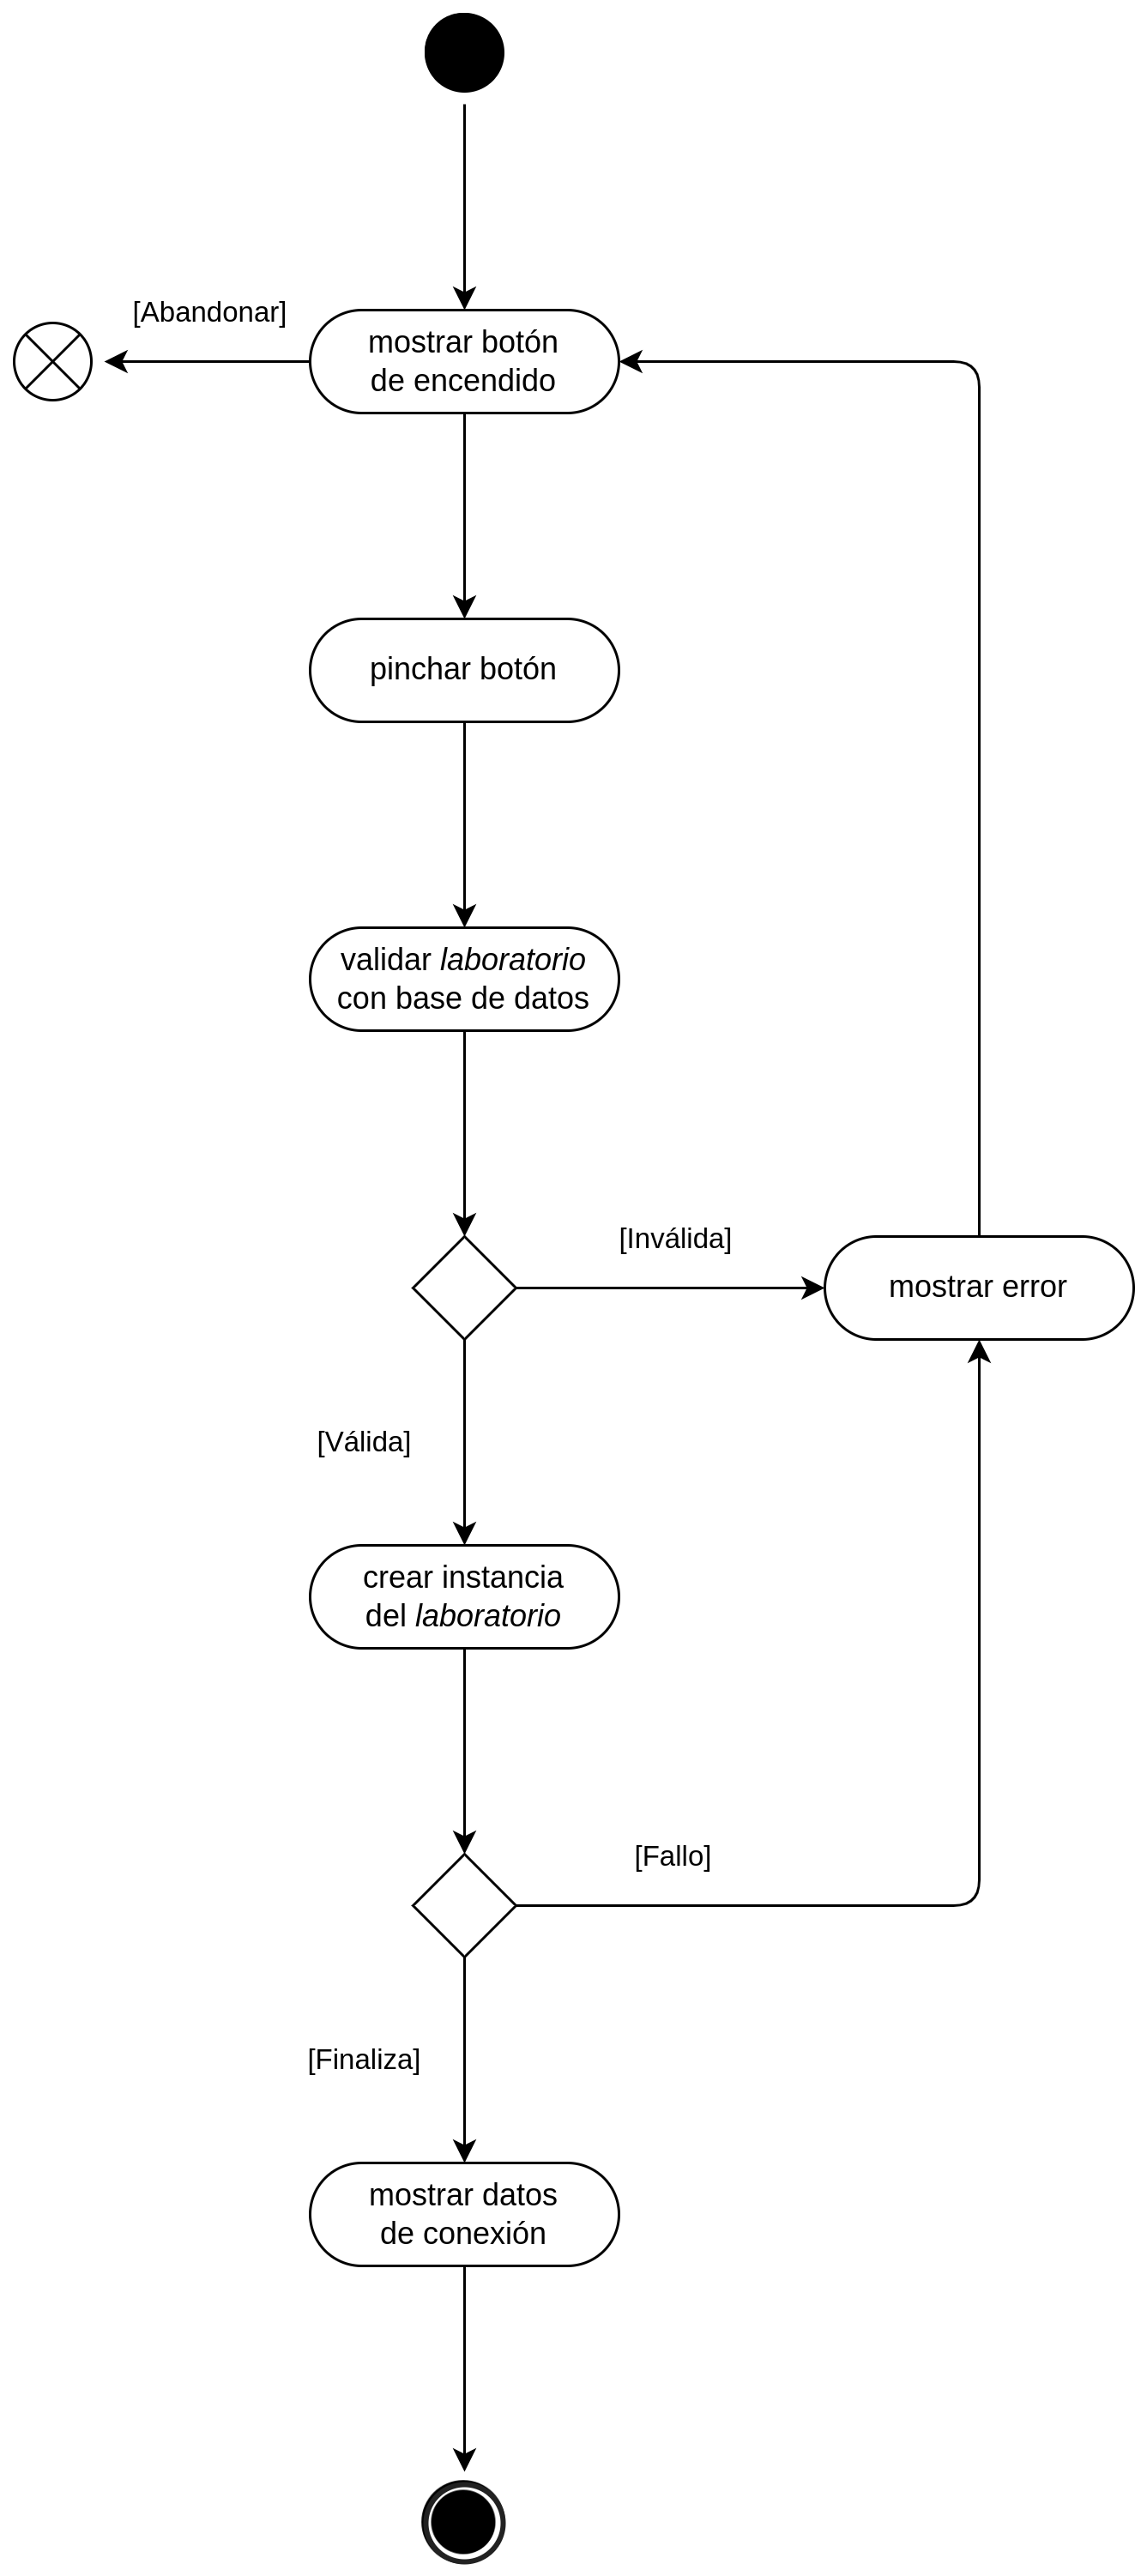 [Abandonar]
mostrar botón
de encendido
pinchar botón
validar laboratorio
con base de datos
[Inválida]
mostrar error
[Válida]
crear instancia
del laboratorio
[Fallo]
[Finaliza]
mostrar datos
de conexión